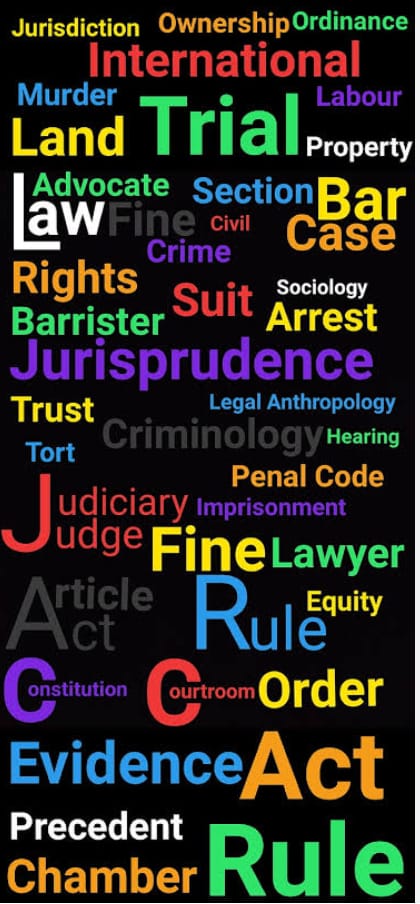 Jurisdiction Ownership Ordinance
International
Murder Trial Labour
Land Property
Advocate Section Bar
Law Fine Civil Case
Crime
Rights Suit Sociology
Barrister Arrest
Jurisprudence
Trust Legal Anthropology
Criminology Hearing
Tort
Penal Code
Judiciary Imprisonment
Judge Fine Lawyer
Article Rule Equity
Act
Constitution Courtroom Order
Evidence Act
Precedent Rule
Chamber